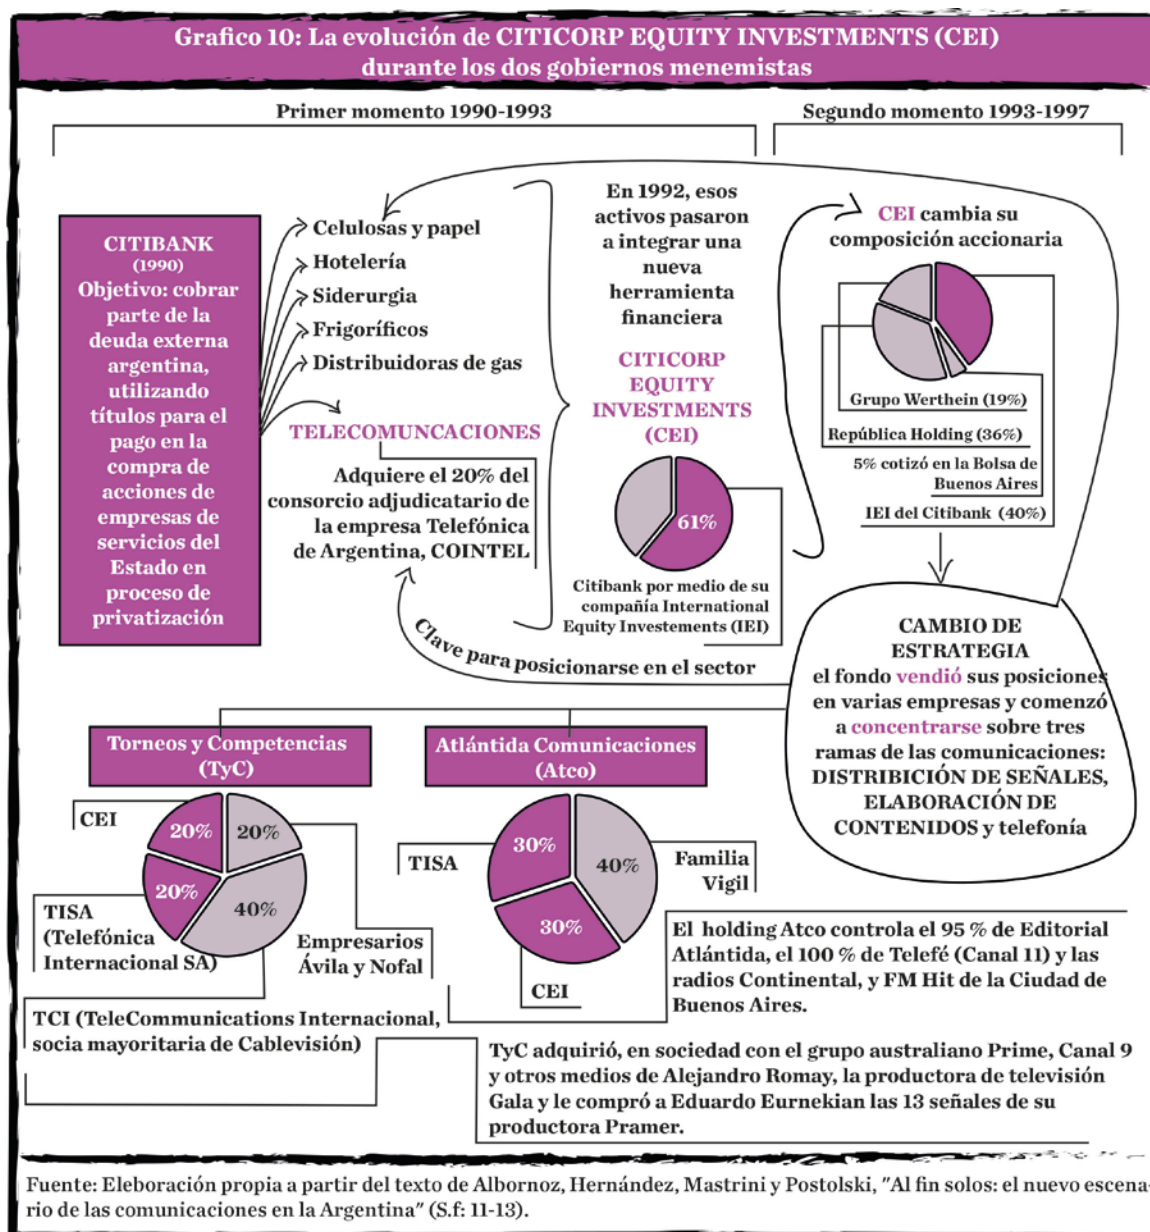 Grafico 10: La evolución de CITICORP EQUITY INVESTMENTS (CEI)
durante los dos gobiernos menemistas
Primer momento 1990-1993
Segundo momento 1993-1997
CITIBANK
(1990)
Objetivo: cobrar
parte de la
deuda externa
argentina,
utilizando
títulos para el
pago en la
compra de
acciones de
empresas de
servicios del
Estado en
proceso de
privatización
Celulosas y papel
Hotelería
Siderurgia
Frigoríficos
Distribuidoras de gas
TELECOMUNCACIONES
Adquiere el 20% del
consorcio adjudicatario de
la empresa Telefónica
de Argentina, COINTEL
En 1992, esos
activos pasaron
a integrar una
nueva
herramienta
financiera
CITICORP
EQUITY
INVESTMENTS
(CEI)
61%
Citibank por medio de su
compañía International
Equity Investements (IEI)
CEI cambia su
composición accionaria
Grupo Werthein (19%)
República Holding (36%)
5% cotizó en la Bolsa de
Buenos Aires
IEI del Citibank (40%)
CAMBIO DE
ESTRATEGIA
el fondo vendió sus posiciones
en varias empresas y comenzó
a concentrarse sobre tres
ramas de las comunicaciones:
DISTRIBICIÓN DE SEÑALES,
ELABORACIÓN DE
CONTENIDOS y telefonía
Clave para posicionarse en el sector
Torneos y Competencias
(TyC)
CEI
20%
20%
20%
40%
TISA
(Telefónica
Internacional SA)
Empresarios
Ávila y Nofal
TCI (TeleCommunications Internacional,
socia mayoritaria de Cablevisión)
Atlántida Comunicaciones
(Atco)
TISA
30%
40%
30%
Familia
Vigil
CEI
El holding Atco controla el 95 % de Editorial
Atlántida, el 100 % de Telefé (Canal 11) y las
radios Continental, y FM Hit de la Ciudad de
Buenos Aires.
TyC adquirió, en sociedad con el grupo australiano Prime, Canal 9
y otros medios de Alejandro Romay, la productora de televisión
Gala y le compró a Eduardo Eurnekian las 13 señales de su
productora Pramer.
Fuente: Eleboración propia a partir del texto de Albornoz, Hernández, Mastrini y Postolski, "Al fin solos: el nuevo escena-
rio de las comunicaciones en la Argentina" (S.f: 11-13).